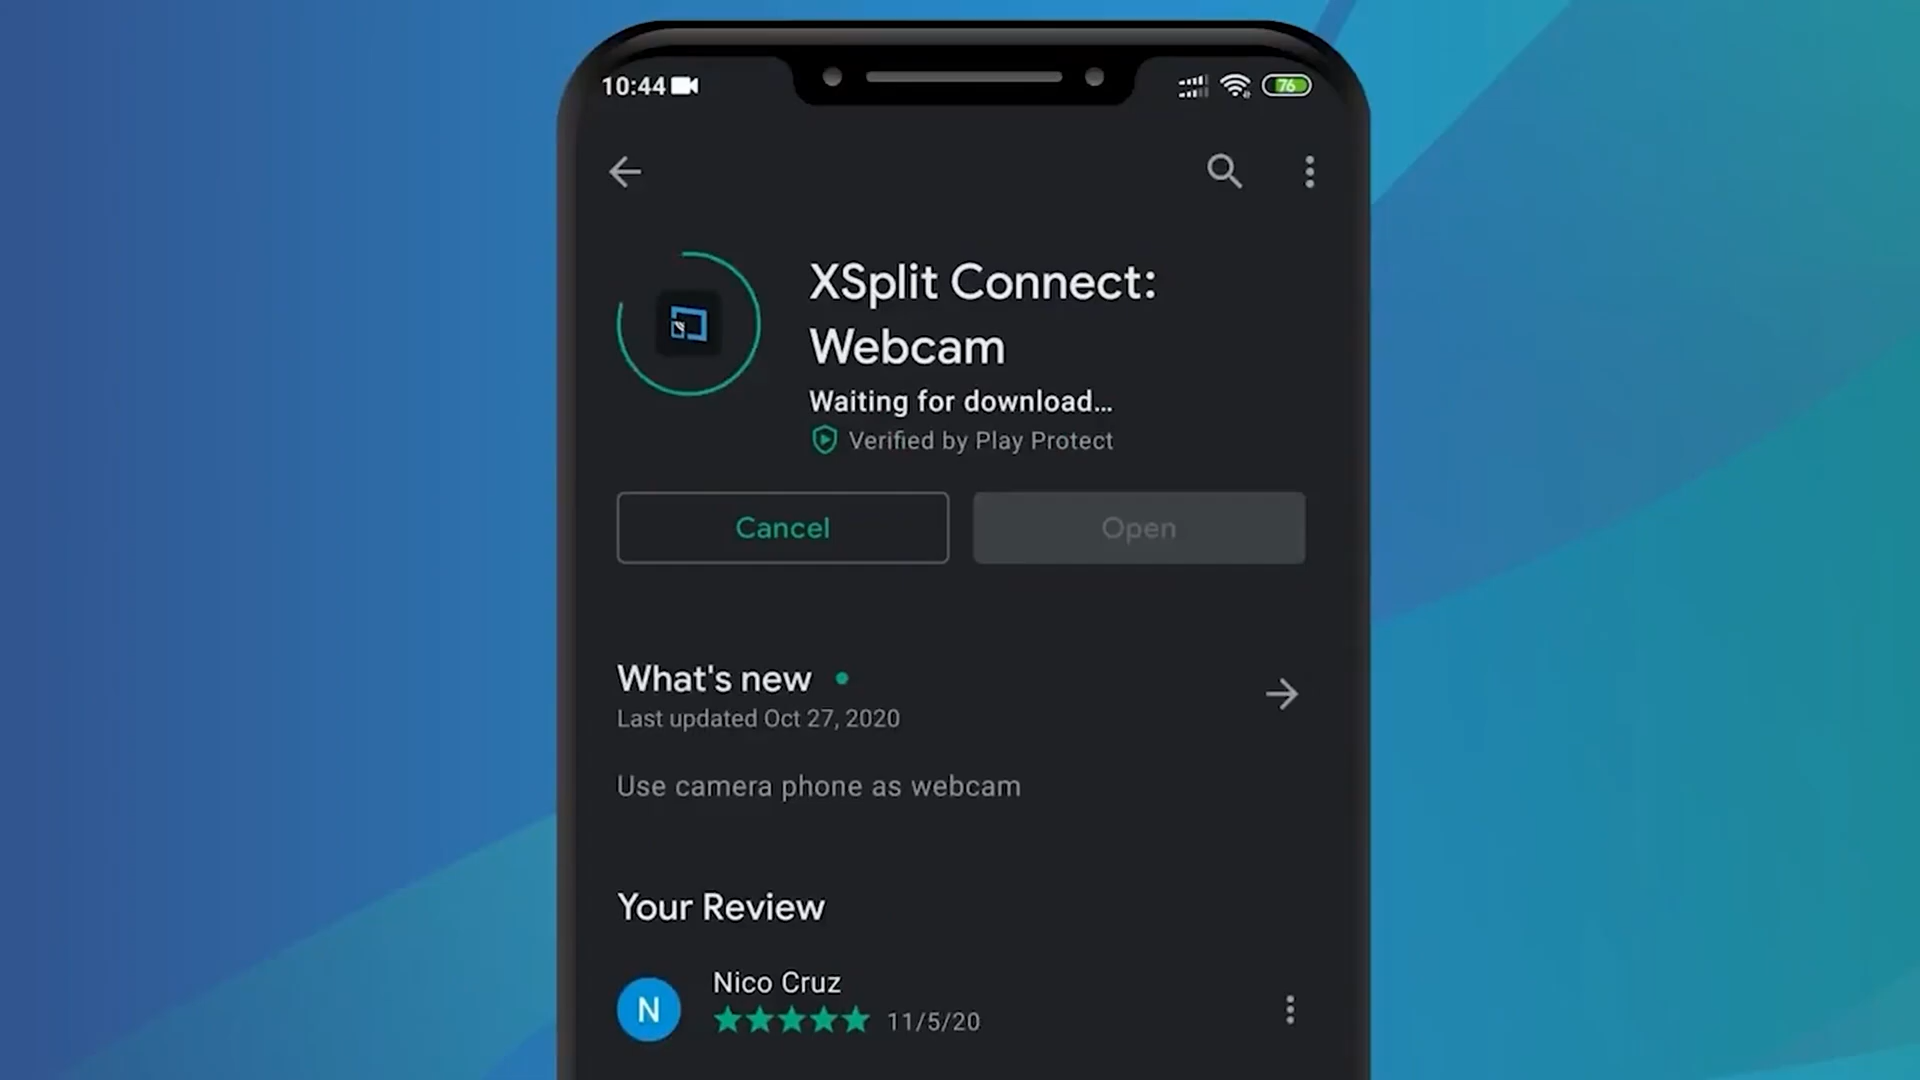 10:44
76
XSplit Connect:
Webcam
Waiting for download...
Verified by Play Protect
Cancel
Open
What's new
Last updated Oct 27, 2020
Use camera phone as webcam
Your Review
Nico Cruz
N
11/5/20